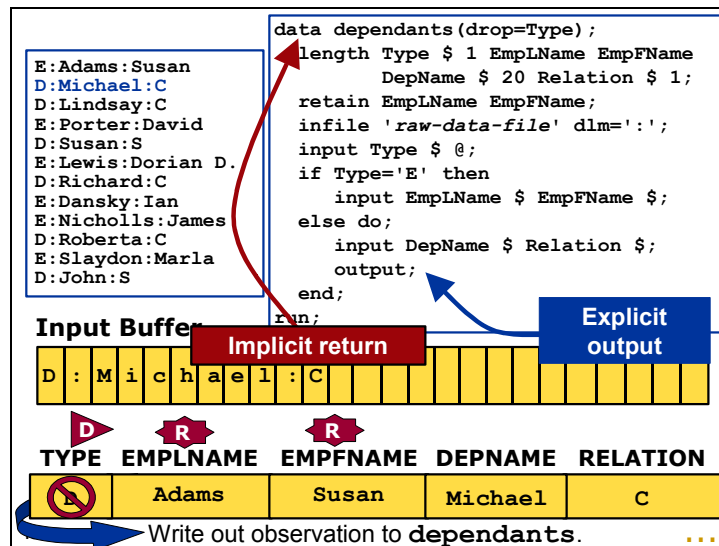 data dependants(drop=Type);
length Type $ 1 EmpLName EmpFName
DepName $ 20 Relation $ 1;
retain EmpLName EmpFName;
infile 'raw-data-file' dlm=':';
input Type $ @;
if Type='E' then
input EmpLName $ EmpFName $;
else do;
input DepName $ Relation $;
output;
end;
run;
E:Adams:Susan
D:Michael:C
D:Lindsay:C
E:Porter:David
D:Susan:S
E:Lewis:Dorian D.
D:Richard:C
E:Dansky:Ian
E:Nicholls:James
D:Roberta:C
E:Slaydon:Marla
D:John:S
Explicit
output
Implicit return
Input Buffer
D : M i c h a e l : C
D R R
TYPE EMPLNAME EMPFNAME DEPNAME RELATION
D Adams Susan Michael C
Write out observation to dependants.
...